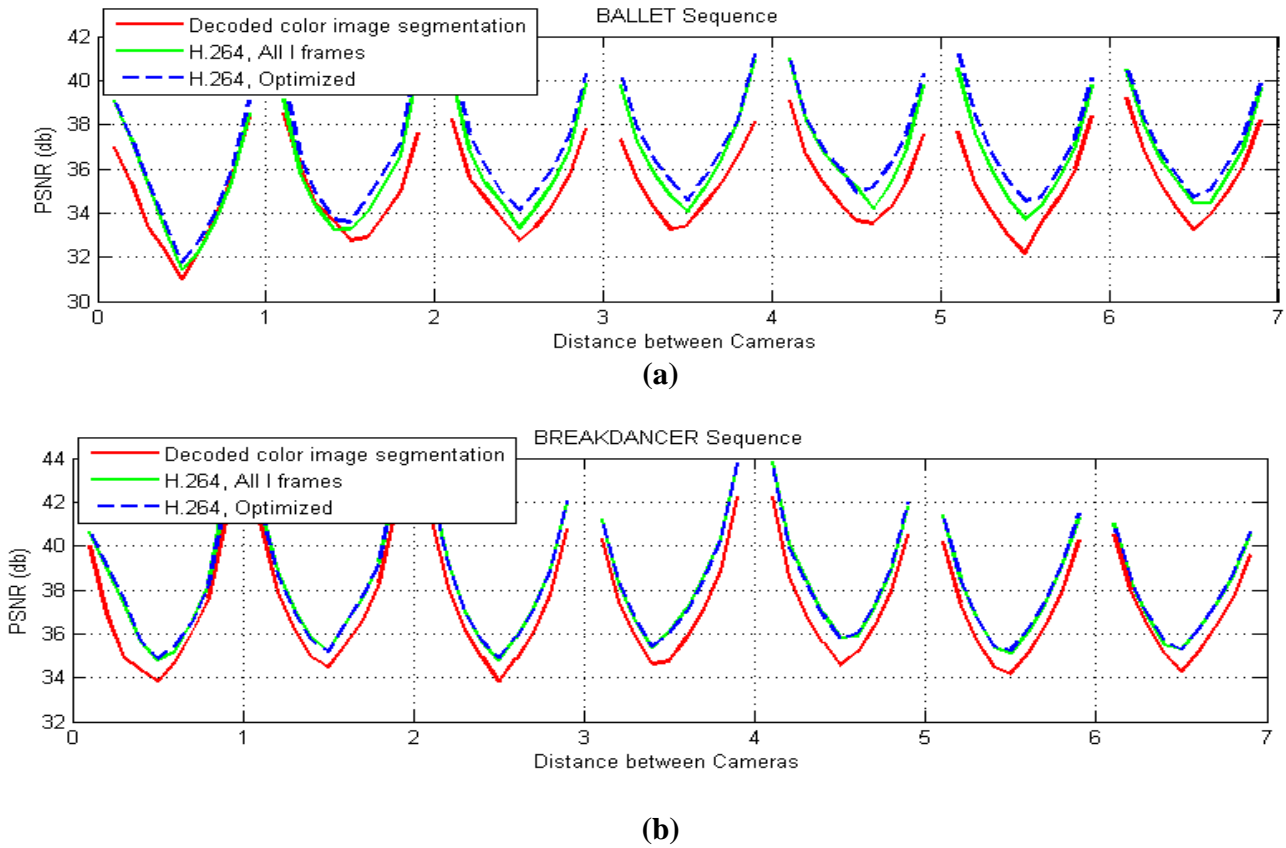 BALLET Sequence
Decoded color image segmentation
H.264, All I frames
H.264, Optimized
PSNR (db)
42
40
38
36
34
32
30
0 1 2 3 4 5 6 7
Distance between Cameras
(a)
BREAKDANCER Sequence
Decoded color image segmentation
H.264, All I frames
H.264, Optimized
PSNR (db)
44
42
40
38
36
34
32
0 1 2 3 4 5 6 7
Distance between Cameras
(b)